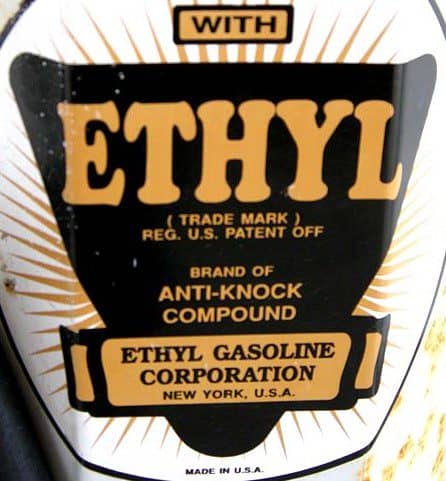 WITH
ETHYL
( TRADE MARK )
REG. U.S. PATENT OFF
BRAND OF
ANTI-KNOCK
COMPOUND
ETHYL GASOLINE
CORPORATION
NEW YORK, U.S.A.
MADE IN U.S.A.